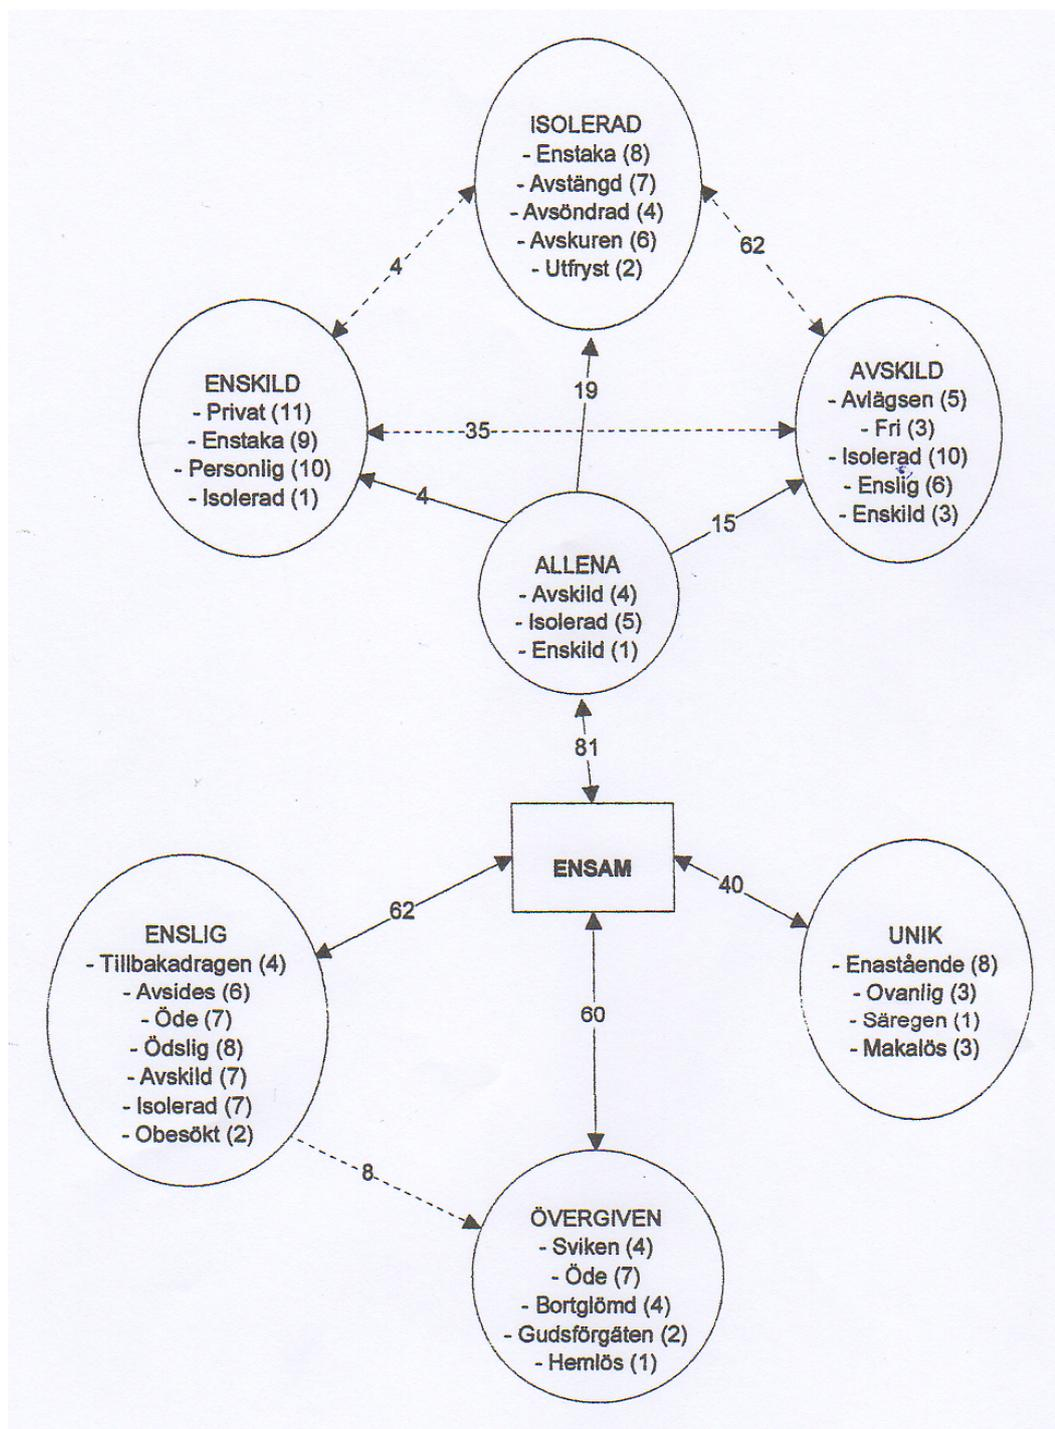 ISOLERAD
- Enstaka (8)
- Avstängd (7)
- Avsöndrad (4)
- Avskuren (6)
- Utfryst (2)
4
62
ENSKILD
- Privat (11)
- Enstaka (9)
- Personlig (10)
- Isolerad (1)
19
35
AVSKILD
- Avlägsen (5)
- Fri (3)
- Isolerad (10)
- Enslig (6)
- Enskild (3)
4
15
ALLENA
- Avskild (4)
- Isolerad (5)
- Enskild (1)
81
ENSAM
62
40
60
ENSLIG
- Tillbakadragen (4)
- Avsides (6)
- Öde (7)
- Ödslig (8)
- Avskild (7)
- Isolerad (7)
- Obesökt (2)
UNIK
- Enastående (8)
- Ovanlig (3)
- Säregen (1)
- Makalös (3)
8
ÖVERGIVEN
- Sviken (4)
- Öde (7)
- Bortglömd (4)
- Gudsförgäten (2)
- Hemlös (1)